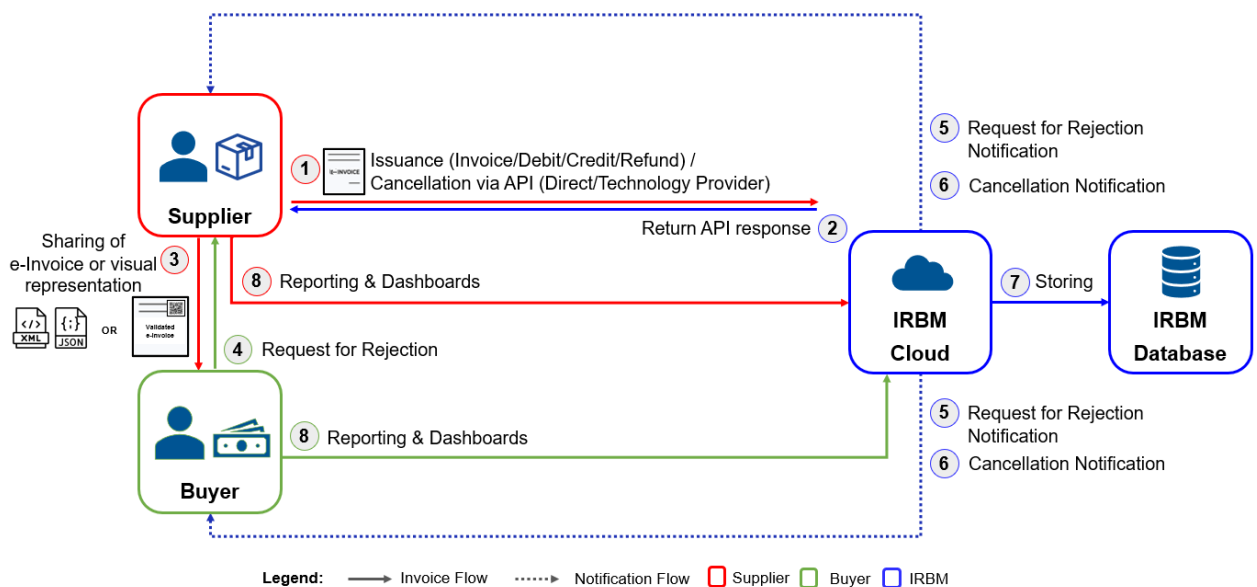 5 Request for Rejection
Notification
6 Cancellation Notification
1 e-INVOICE Issuance (Invoice/Debit/Credit/Refund) /
Cancellation via API (Direct/Technology Provider)
Supplier
Return API response 2
Sharing of
e-Invoice or visual 3
representation
8 Reporting & Dashboards
7 Storing
IRBM
Cloud
IRBM
Database
</>
XML
{;}
JSON
OR
Validated
e-Invoice
4 Request for Rejection
5 Request for Rejection
Notification
6 Cancellation Notification
8 Reporting & Dashboards
Buyer
Legend: Invoice Flow Notification Flow Supplier Buyer IRBM